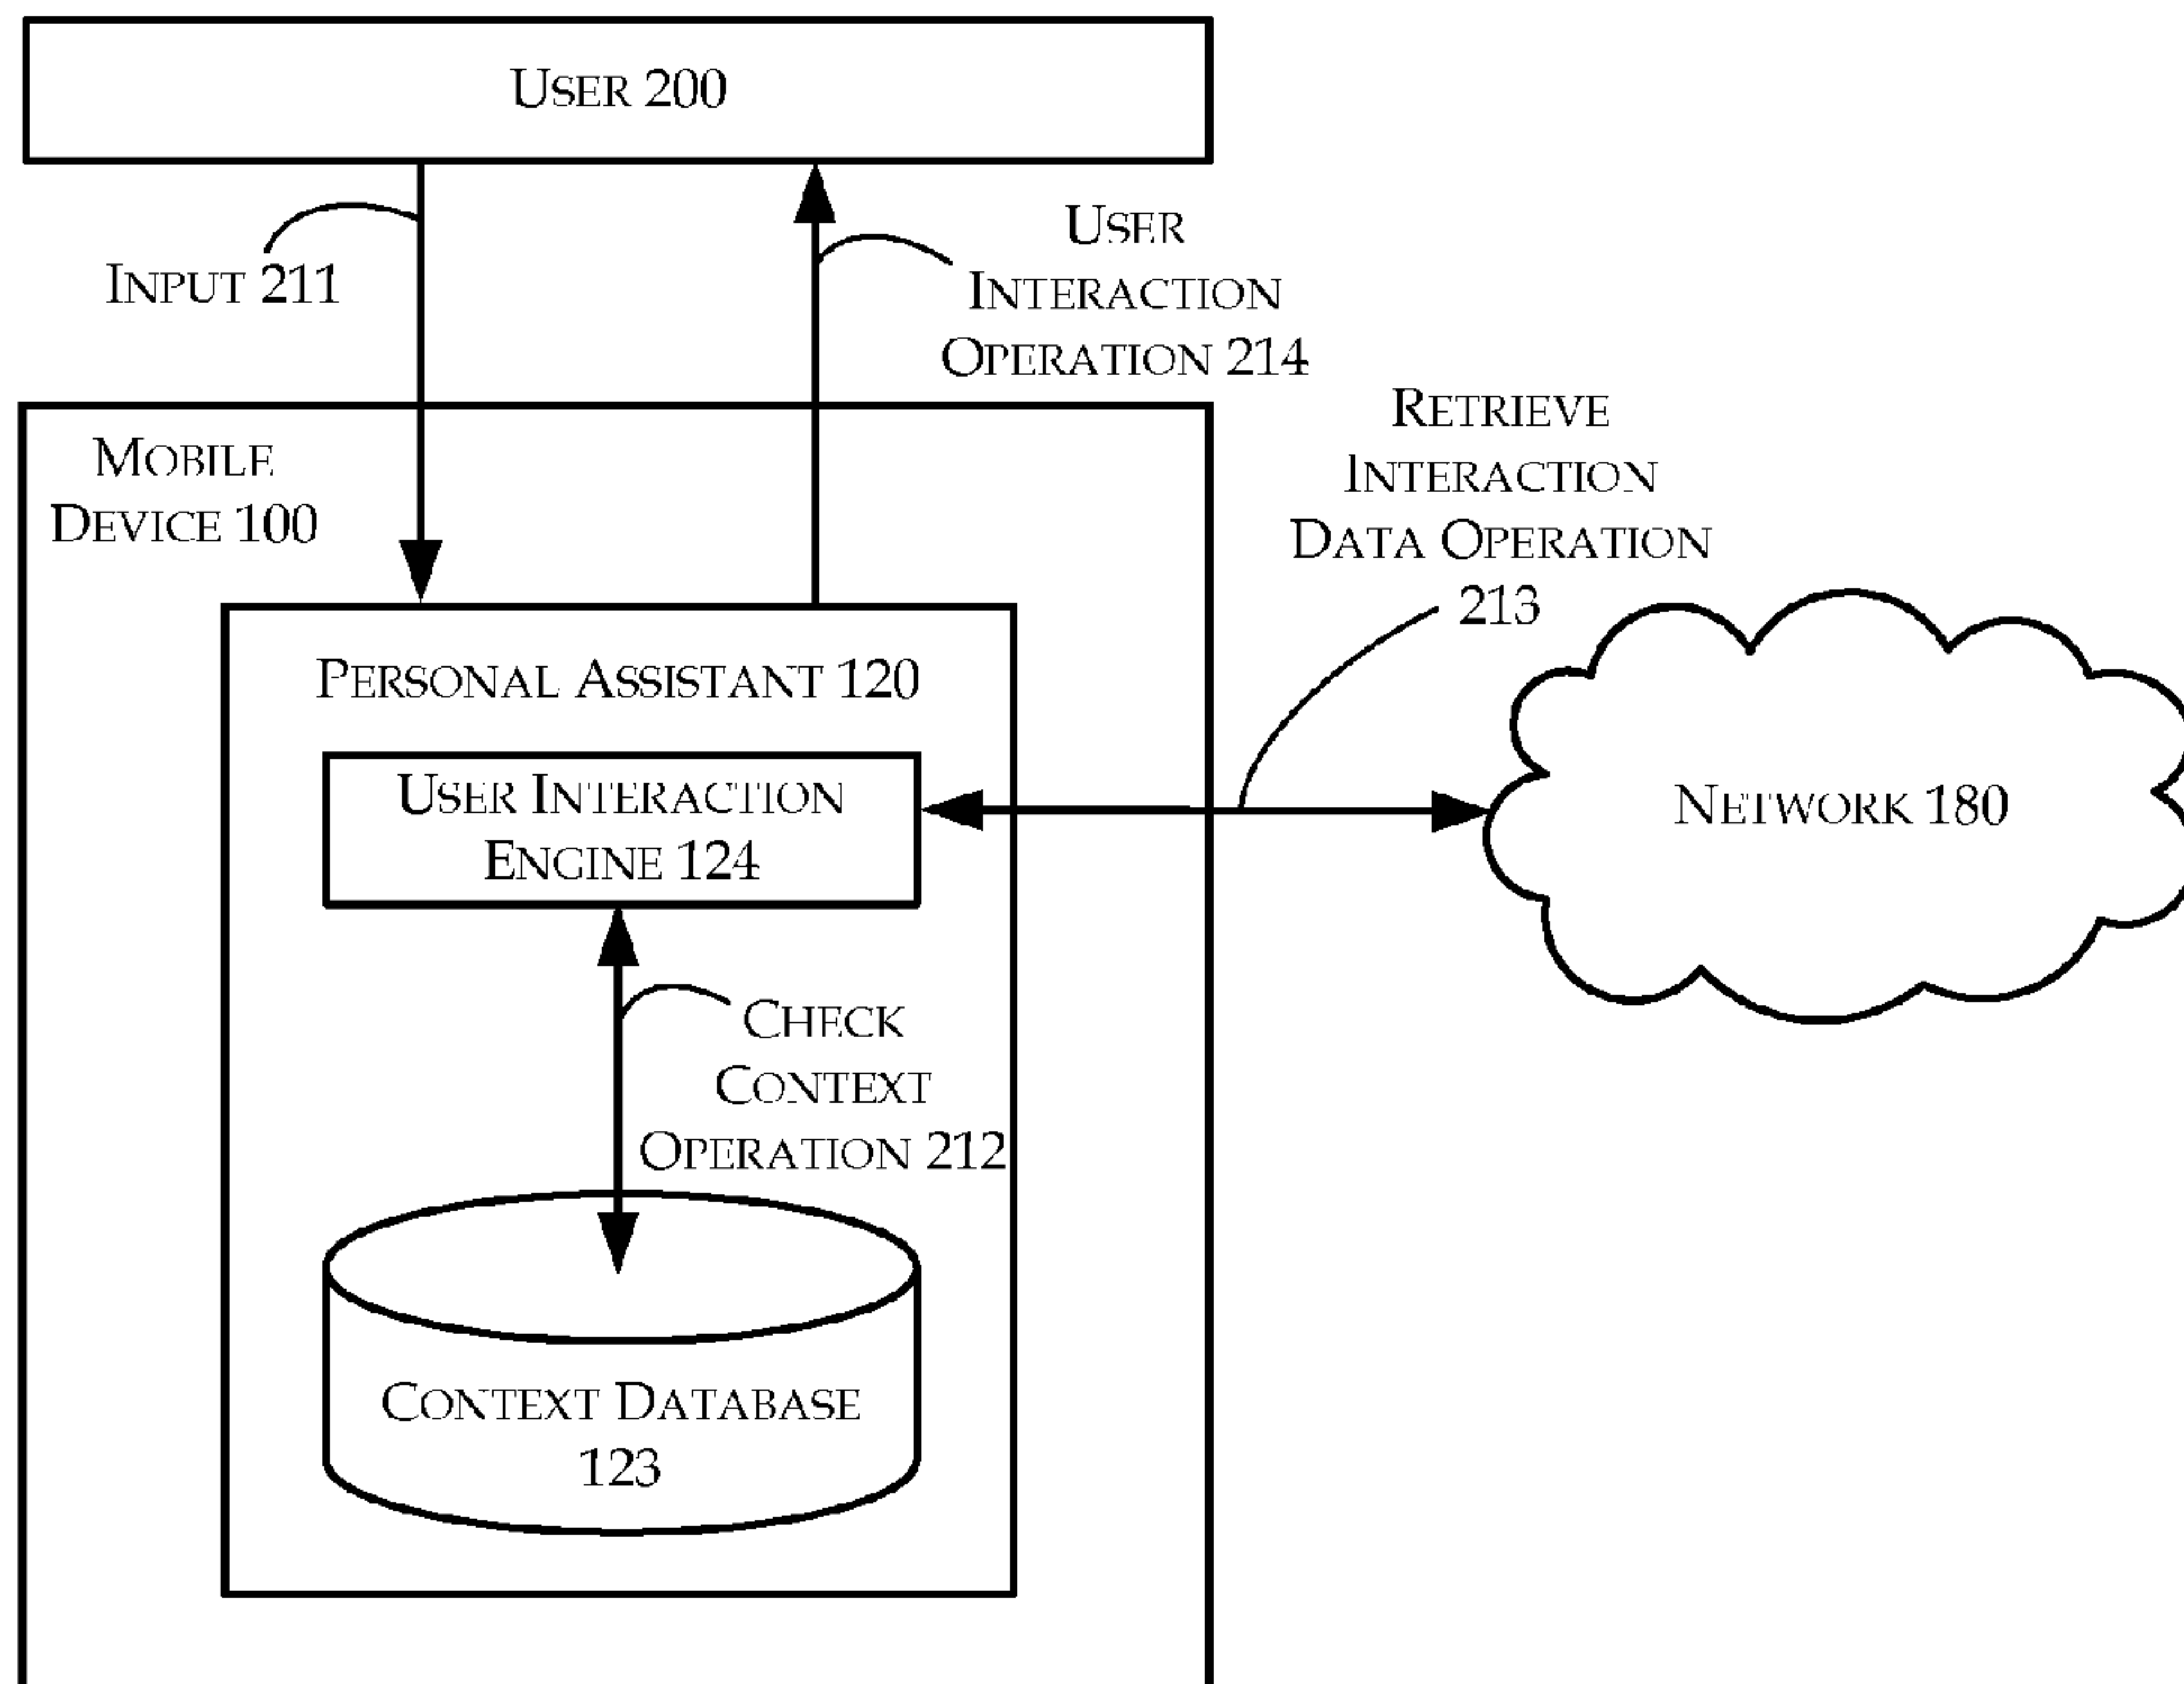 USER 200
INPUT 211
USER
INTERACTION
OPERATION 214
MOBILE
DEVICE 100
RETRIEVE
INTERACTION
DATA OPERATION
213
PERSONAL ASSISTANT 120
USER INTERACTION
ENGINE 124
NETWORK 180
CHECK
CONTEXT
OPERATION 212
CONTEXT DATABASE
123